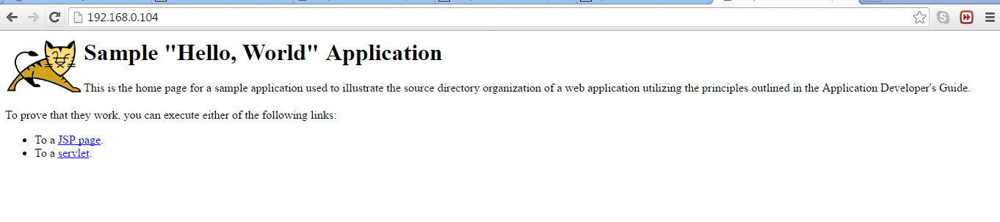 192.168.0.104
Sample "Hello, World" Application
This is the home page for a sample application used to illustrate the source directory organization of a web application utilizing the principles outlined in the Application Developer's Guide.
To prove that they work, you can execute either of the following links:
• To a JSP page.
• To a servlet.